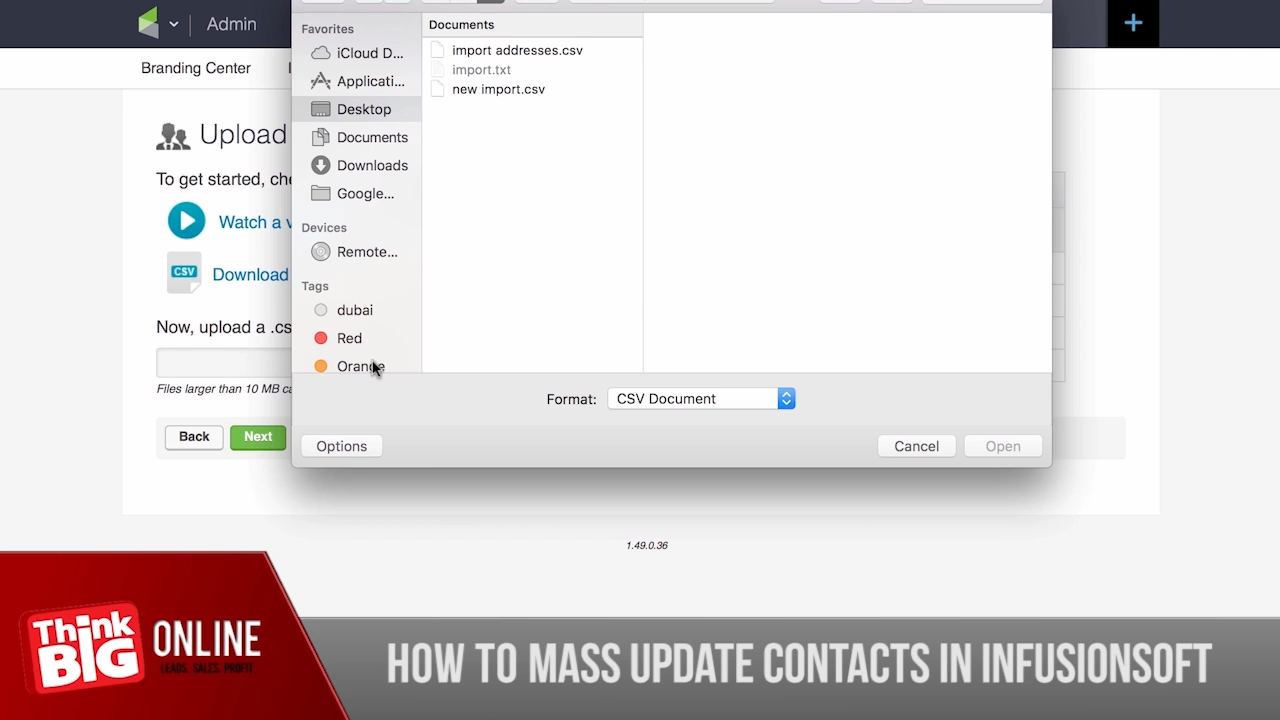 Admin
Branding Center
Upload
To get started, che
Watch a v
CSV
Download
Now, upload a .cs
Files larger than 10 MB ca
Back
Next
Favorites
iCloud D...
Applicati...
Desktop
Documents
Downloads
Google...
Devices
Remote...
Tags
dubai
Red
Orange
Documents
import addresses.csv
import.txt
new import.csv
Format:
CSV Document
Options
Cancel
Open
1.49.0.36
Think
BIG
ONLINE
LEADS. SALES. PROFIT.
HOW TO MASS UPDATE CONTACTS IN INFUSIONSOFT